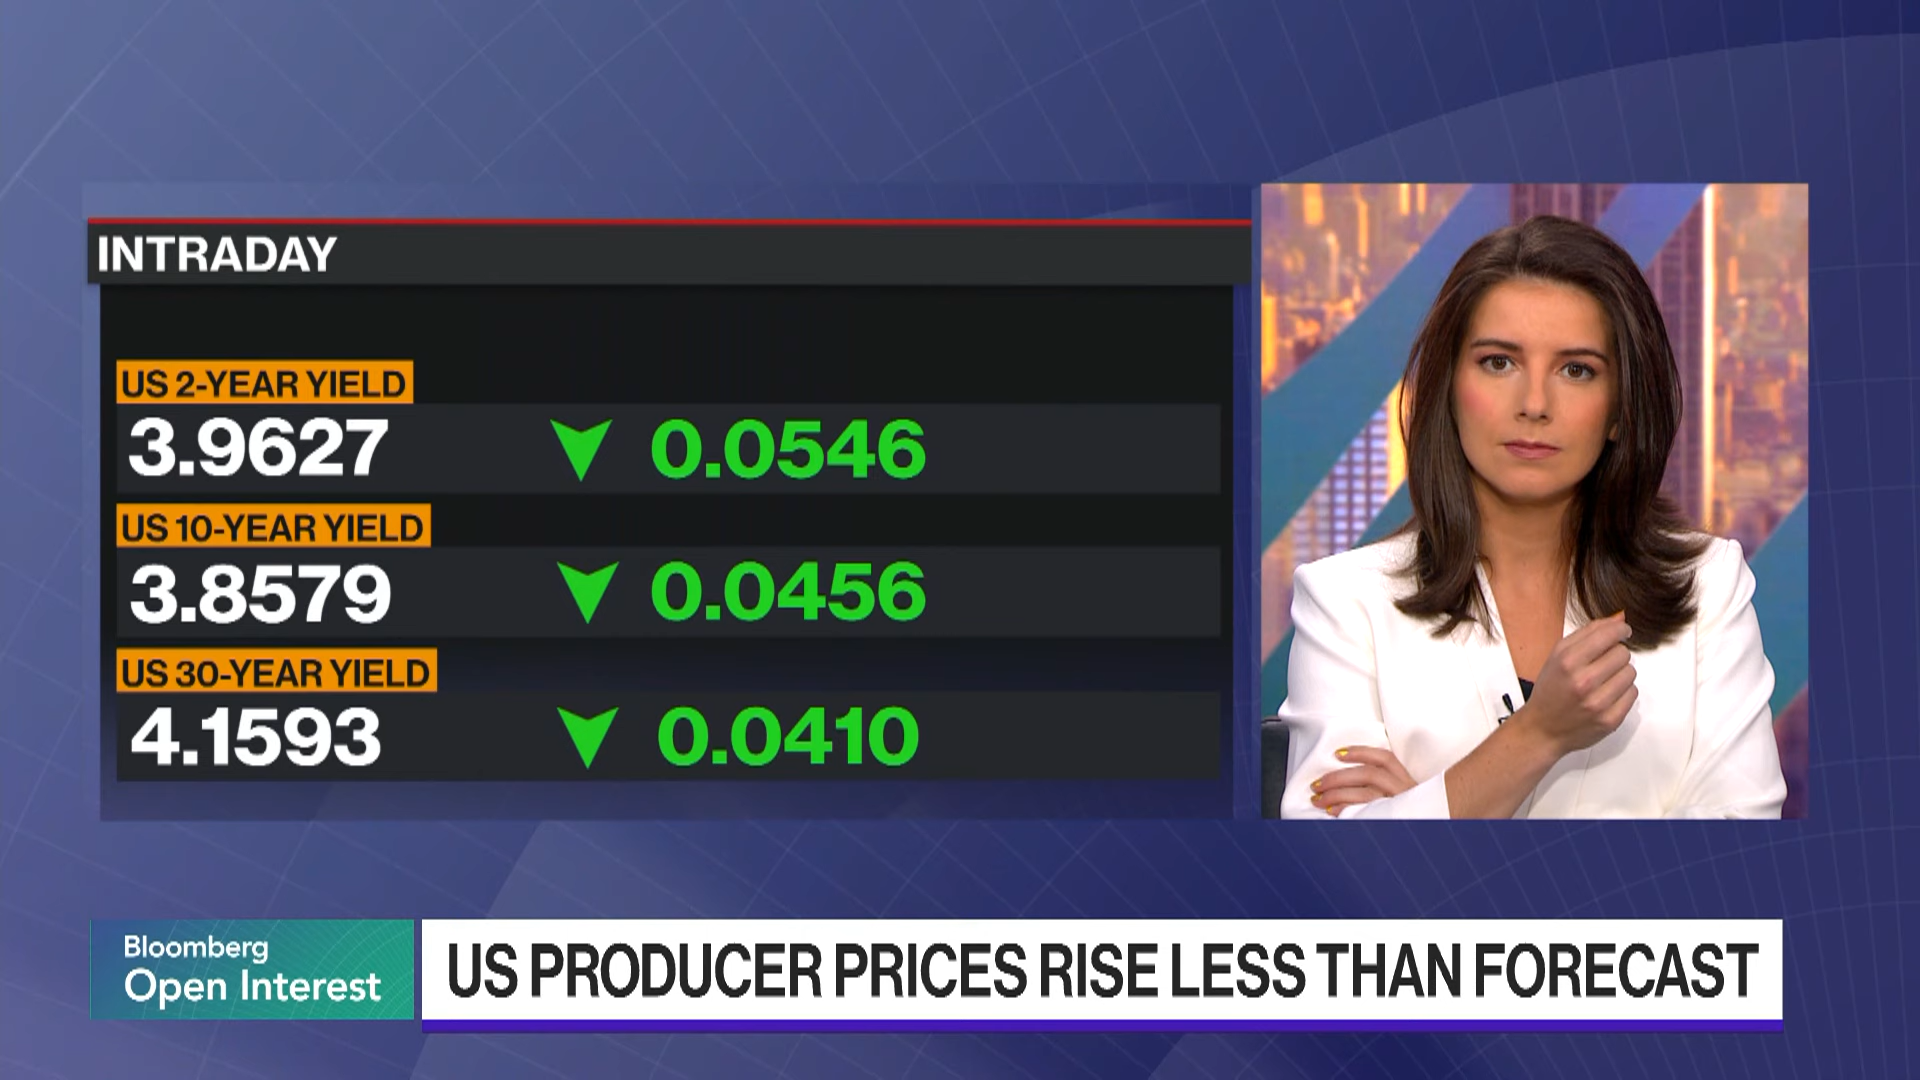 INTRADAY
US 2-YEAR YIELD
3.9627 ▼ 0.0546
US 10-YEAR YIELD
3.8579 ▼ 0.0456
US 30-YEAR YIELD
4.1593 ▼ 0.0410
Bloomberg
Open Interest
US PRODUCER PRICES RISE LESS THAN FORECAST